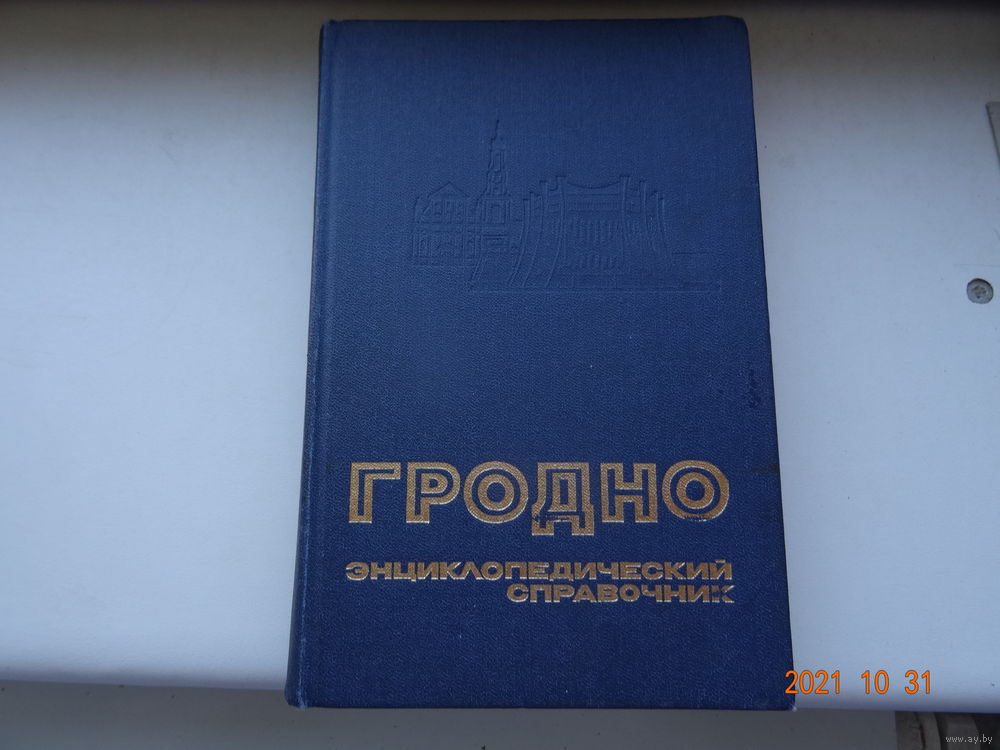 ГРОДНО
ЭНЦИКЛОПЕДИЧЕСКИЙ
СПРАВОЧНИК
2021 10 31
www.ay.by